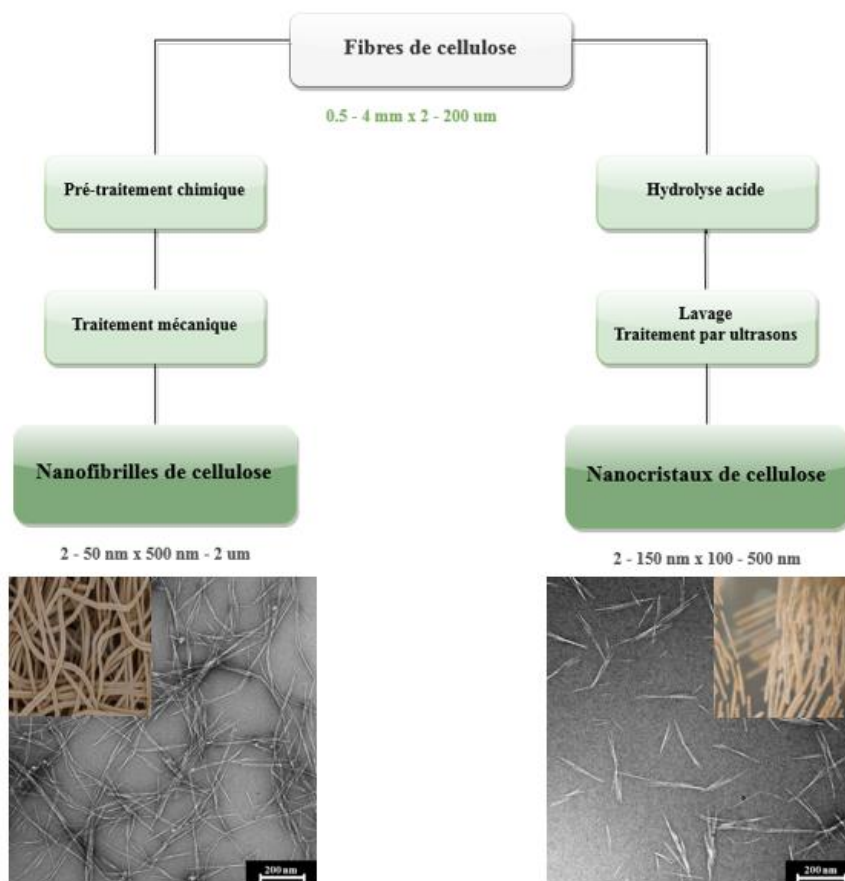 Fibres de cellulose
0.5 - 4 mm x 2 - 200 um
Pré-traitement chimique
Hydrolyse acide
Traitement mécanique
Lavage
Traitement par ultrasons
Nanofibrilles de cellulose
Nanocristaux de cellulose
2 - 50 nm x 500 nm - 2 um
2 - 150 nm x 100 - 500 nm
200 nm
200 nm